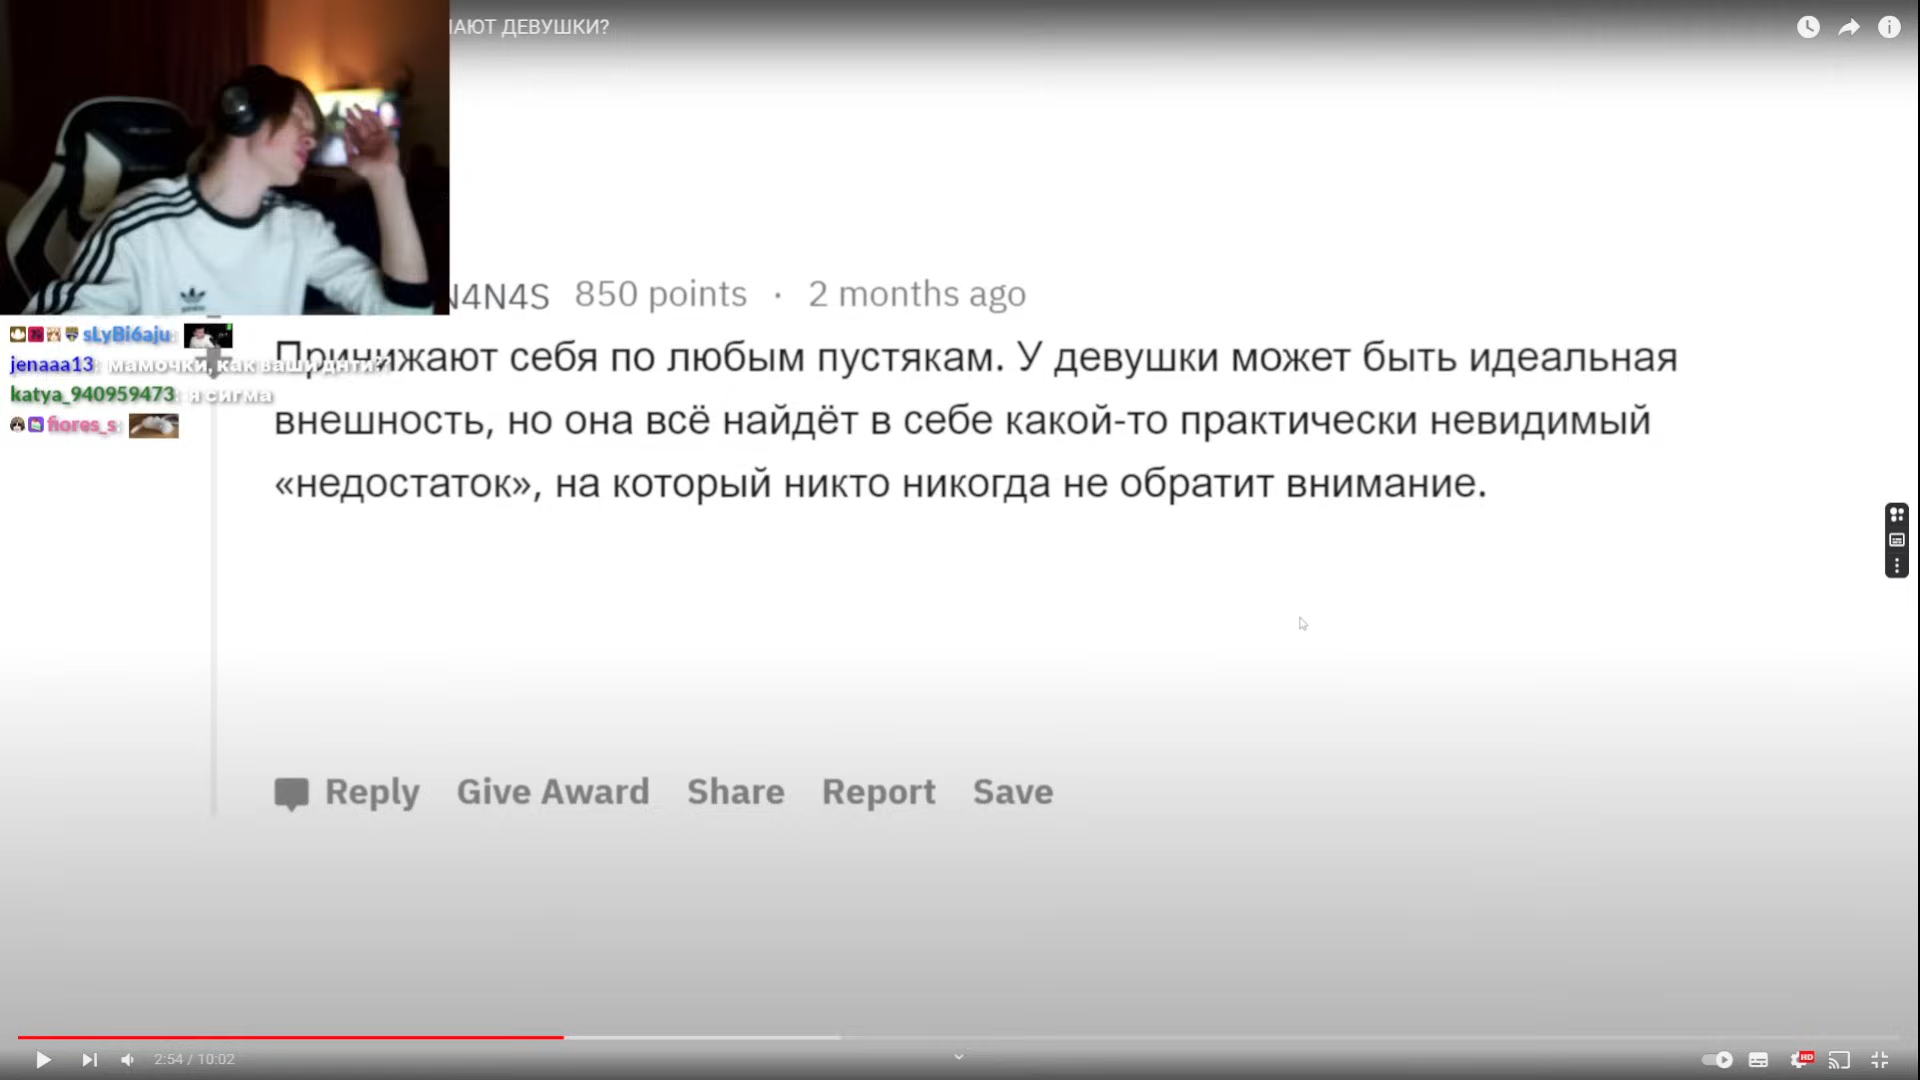 АЮТ ДЕВУШКИ?
N4N4S 850 points · 2 months ago
sLyBi6aju:
jenaaa13: мамочки, как ваши
katya_940959473: я сигма
fiores_s:
Принижают себя по любым пустякам. У девушки может быть идеальная
внешность, но она всё найдёт в себе какой-то практически невидимый
«недостаток», на который никто никогда не обратит внимание.
Reply Give Award Share Report Save
2:54 / 10:02
HD